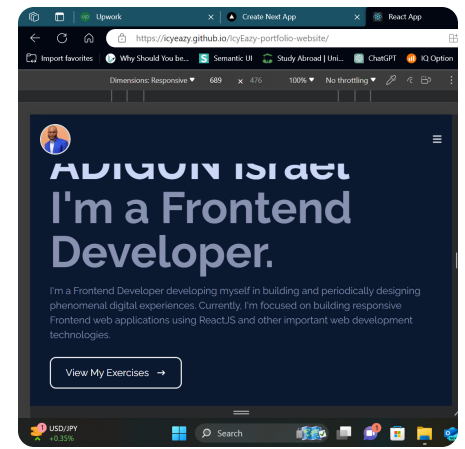 up Upwork
Create Next App
React App
https://icyeazy.github.io/IcyEazy-portfolio-website/
Import favorites
Why Should You be...
S Semantic UI
Study Abroad | Uni...
ChatGPT
IQ Option
Dimensions: Responsive
689 x 476
100%
No throttling
ADIGUN Israel
I'm a Frontend
Developer.
I'm a Frontend Developer developing myself in building and periodically designing
phenomenal digital experiences. Currently, I'm focused on building responsive
Frontend web applications using ReactJS and other important web development
technologies.
View My Exercises →
1
USD/JPY
+0.35%
Search
1